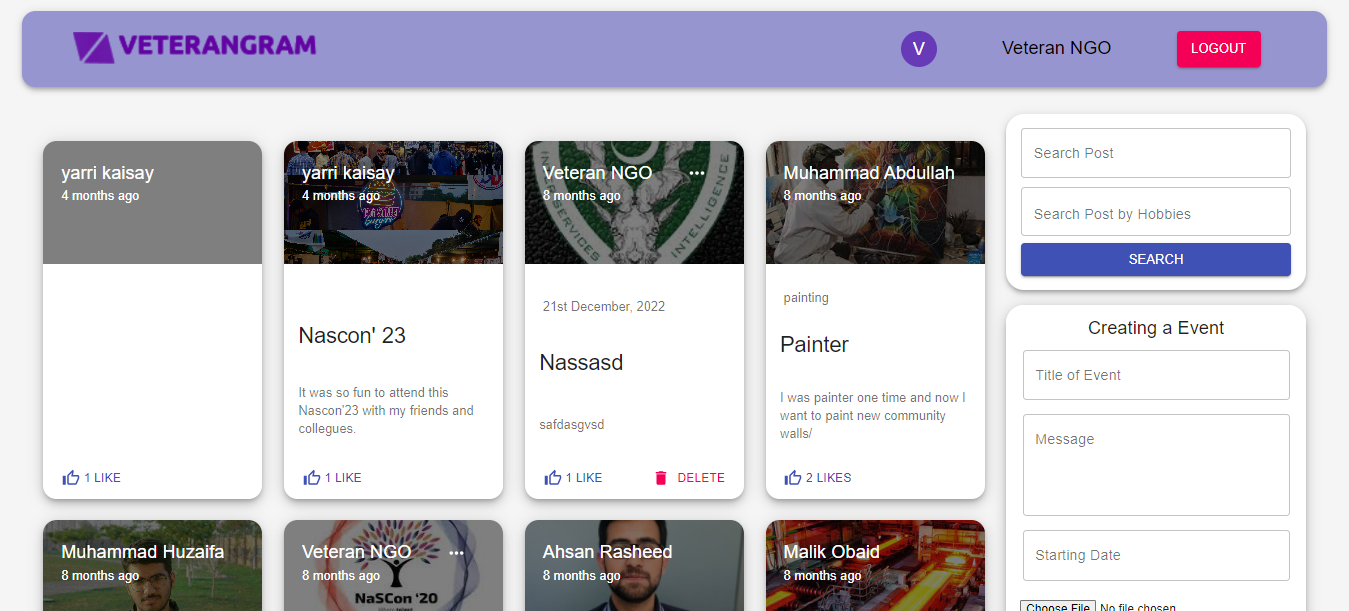 VETERANGRAM
V
Veteran NGO
LOGOUT
yarri kaisay
4 months ago
1 LIKE
yarri kaisay
4 months ago
Nascon' 23
It was so fun to attend this
Nascon'23 with my friends and
collegues.
1 LIKE
Veteran NGO
8 months ago
SERVICES
INTELLIGENCE
21st December, 2022
Nassasd
safdasgvsd
1 LIKE
DELETE
Muhammad Abdullah
8 months ago
painting
Painter
I was painter one time and now I
want to paint new community
walls/
2 LIKES
Search Post
Search Post by Hobbies
SEARCH
Creating a Event
Title of Event
Message
Starting Date
Choose File No file chosen
Muhammad Huzaifa
8 months ago
Veteran NGO
8 months ago
NaSCon '20
Ahsan Rasheed
8 months ago
Malik Obaid
8 months ago